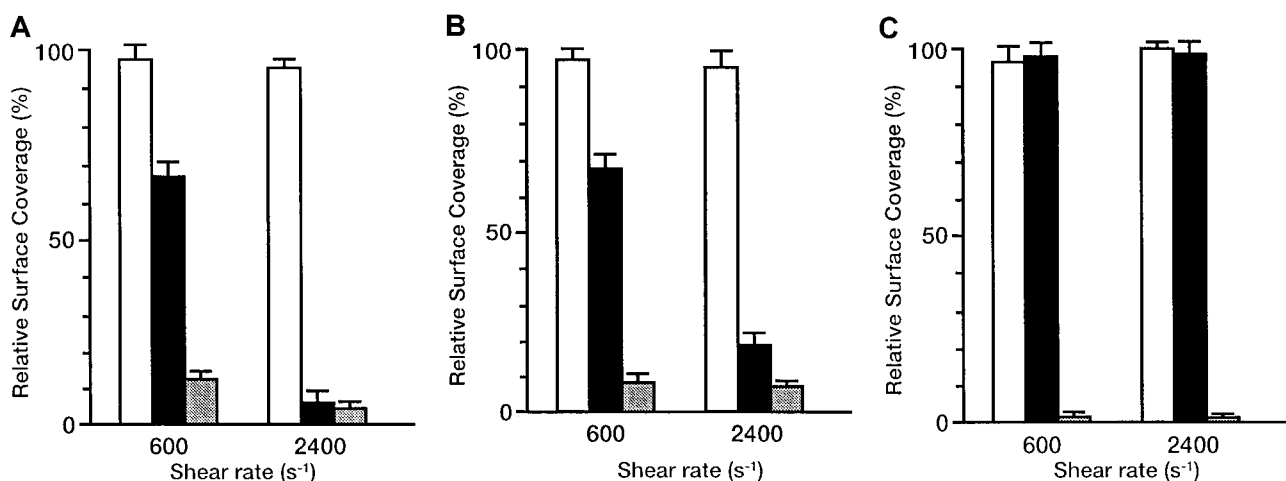 A
Relative Surface Coverage (%)
100
50
0
600
2400
Shear rate (s⁻¹)
B
Relative Surface Coverage (%)
100
50
0
600
2400
Shear rate (s⁻¹)
C
Relative Surface Coverage (%)
100
50
0
600
2400
Shear rate (s⁻¹)